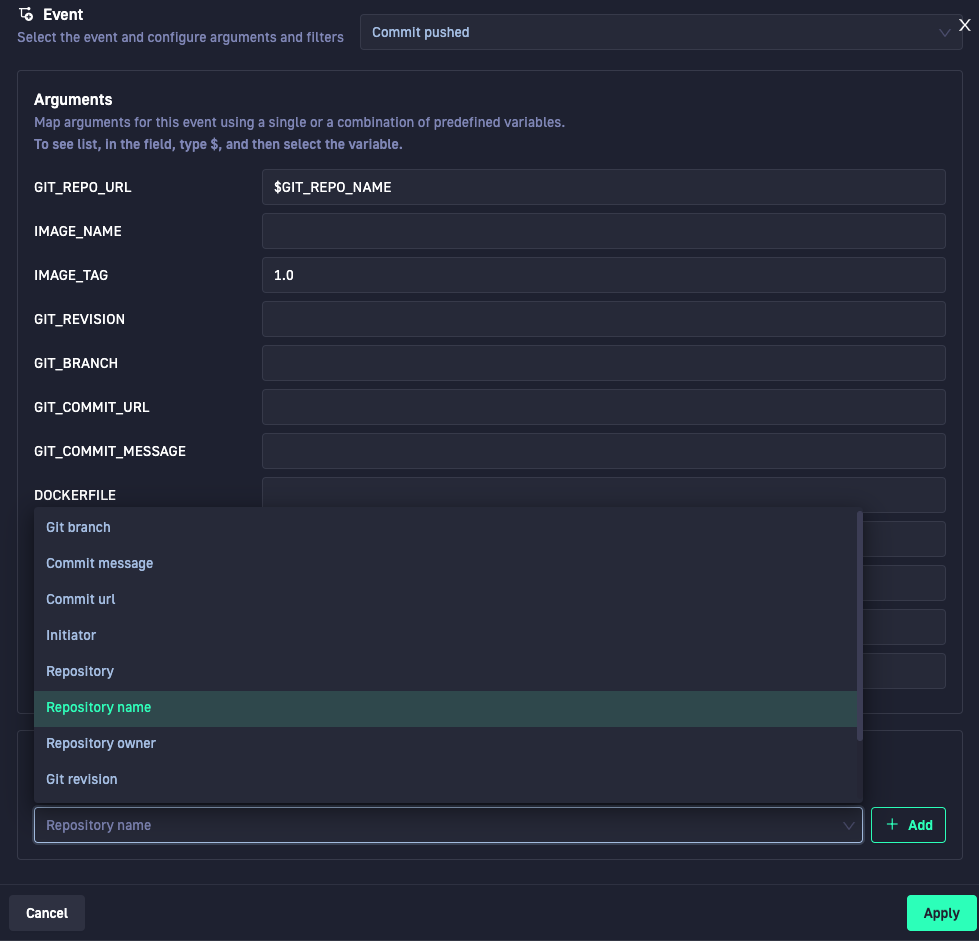 Event
Select the event and configure arguments and filters
Commit pushed
X
Arguments
Map arguments for this event using a single or a combination of predefined variables.
To see list, in the field, type $, and then select the variable.
GIT_REPO_URL
$GIT_REPO_NAME
IMAGE_NAME
IMAGE_TAG
1.0
GIT_REVISION
GIT_BRANCH
GIT_COMMIT_URL
GIT_COMMIT_MESSAGE
DOCKERFILE
Git branch
Commit message
Commit url
Initiator
Repository
Repository name
Repository owner
Git revision
Repository name
+ Add
Cancel
Apply